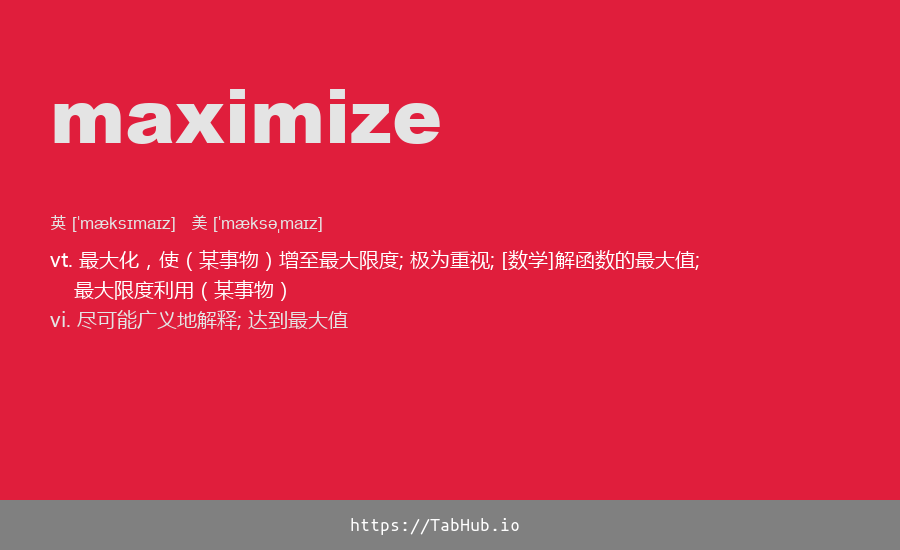 maximize
英 [ˈmæksɪmaɪz] 美 [ˈmæksəˌmaɪz]
vt. 最大化，使（某事物）增至最大限度; 极为重视; [数学]解函数的最大值;
最大限度利用（某事物）
vi. 尽可能广义地解释; 达到最大值
https://TabHub.io